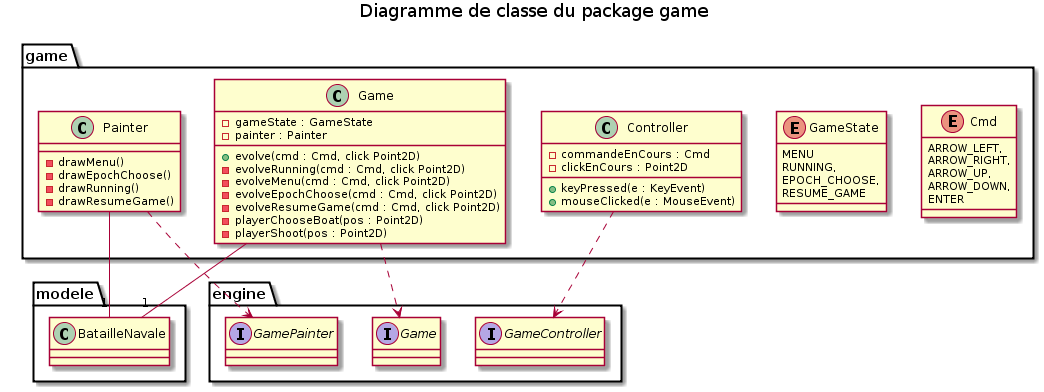 Diagramme de classe du package game
game
C Painter
drawMenu()
drawEpochChoose()
drawRunning()
drawResumeGame()
C Game
gameState : GameState
painter : Painter
evolve(cmd : Cmd, click Point2D)
evolveRunning(cmd : Cmd, click Point2D)
evolveMenu(cmd : Cmd, click Point2D)
evolveEpochChoose(cmd : Cmd, click Point2D)
evolveResumeGame(cmd : Cmd, click Point2D)
playerChooseBoat(pos : Point2D)
playerShoot(pos : Point2D)
C Controller
commandeEnCours : Cmd
clickEnCours : Point2D
keyPressed(e : KeyEvent)
mouseClicked(e : MouseEvent)
E GameState
MENU
RUNNING,
EPOCH_CHOOSE,
RESUME_GAME
E Cmd
ARROW_LEFT,
ARROW_RIGHT,
ARROW_UP,
ARROW_DOWN,
ENTER
modele
1
1
C BatailleNavale
engine
I GamePainter
I Game
I GameController